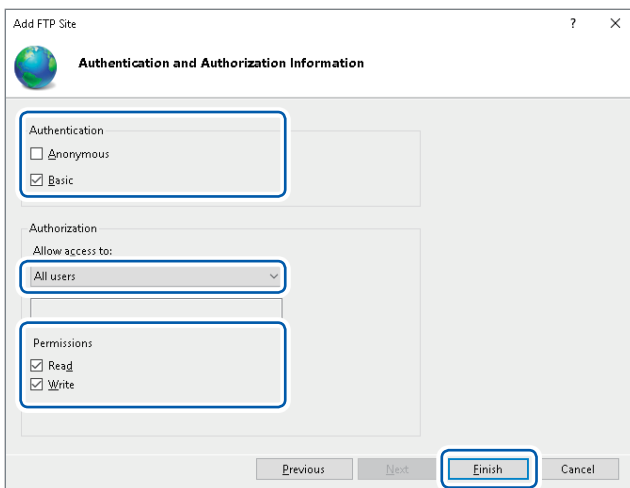 Add FTP Site ? ×
Authentication and Authorization Information
Authentication
Anonymous
Basic
Authorization
Allow access to:
All users
Permissions
Read
Write
Previous Next Finish Cancel